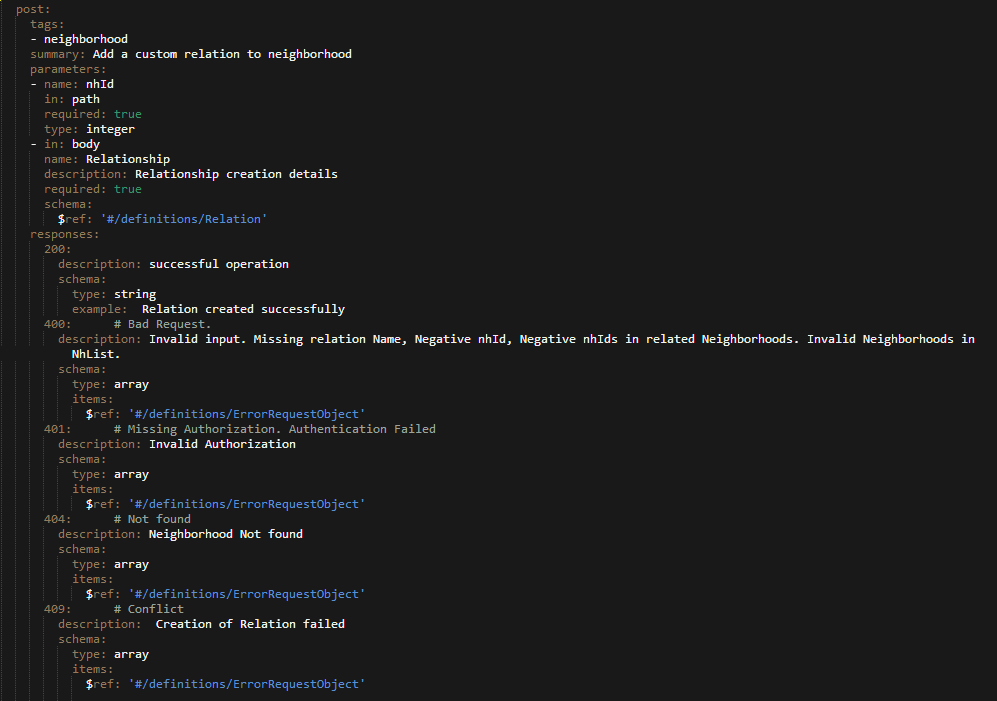 post:
tags:
- neighborhood
summary: Add a custom relation to neighborhood
parameters:
- name: nhId
in: path
required: true
type: integer
- in: body
name: Relationship
description: Relationship creation details
required: true
schema:
$ref: '#/definitions/Relation'
responses:
200:
description: successful operation
schema:
type: string
example:  Relation created successfully
400:      # Bad Request.
description: Invalid input. Missing relation Name, Negative nhId, Negative nhIds in related Neighborhoods. Invalid Neighborhoods in
NhList.
schema:
type: array
items:
$ref: '#/definitions/ErrorRequestObject'
401:      # Missing Authorization. Authentication Failed
description: Invalid Authorization
schema:
type: array
items:
$ref: '#/definitions/ErrorRequestObject'
404:      # Not found
description: Neighborhood Not found
schema:
type: array
items:
$ref: '#/definitions/ErrorRequestObject'
409:      # Conflict
description:  Creation of Relation failed
schema:
type: array
items:
$ref: '#/definitions/ErrorRequestObject'